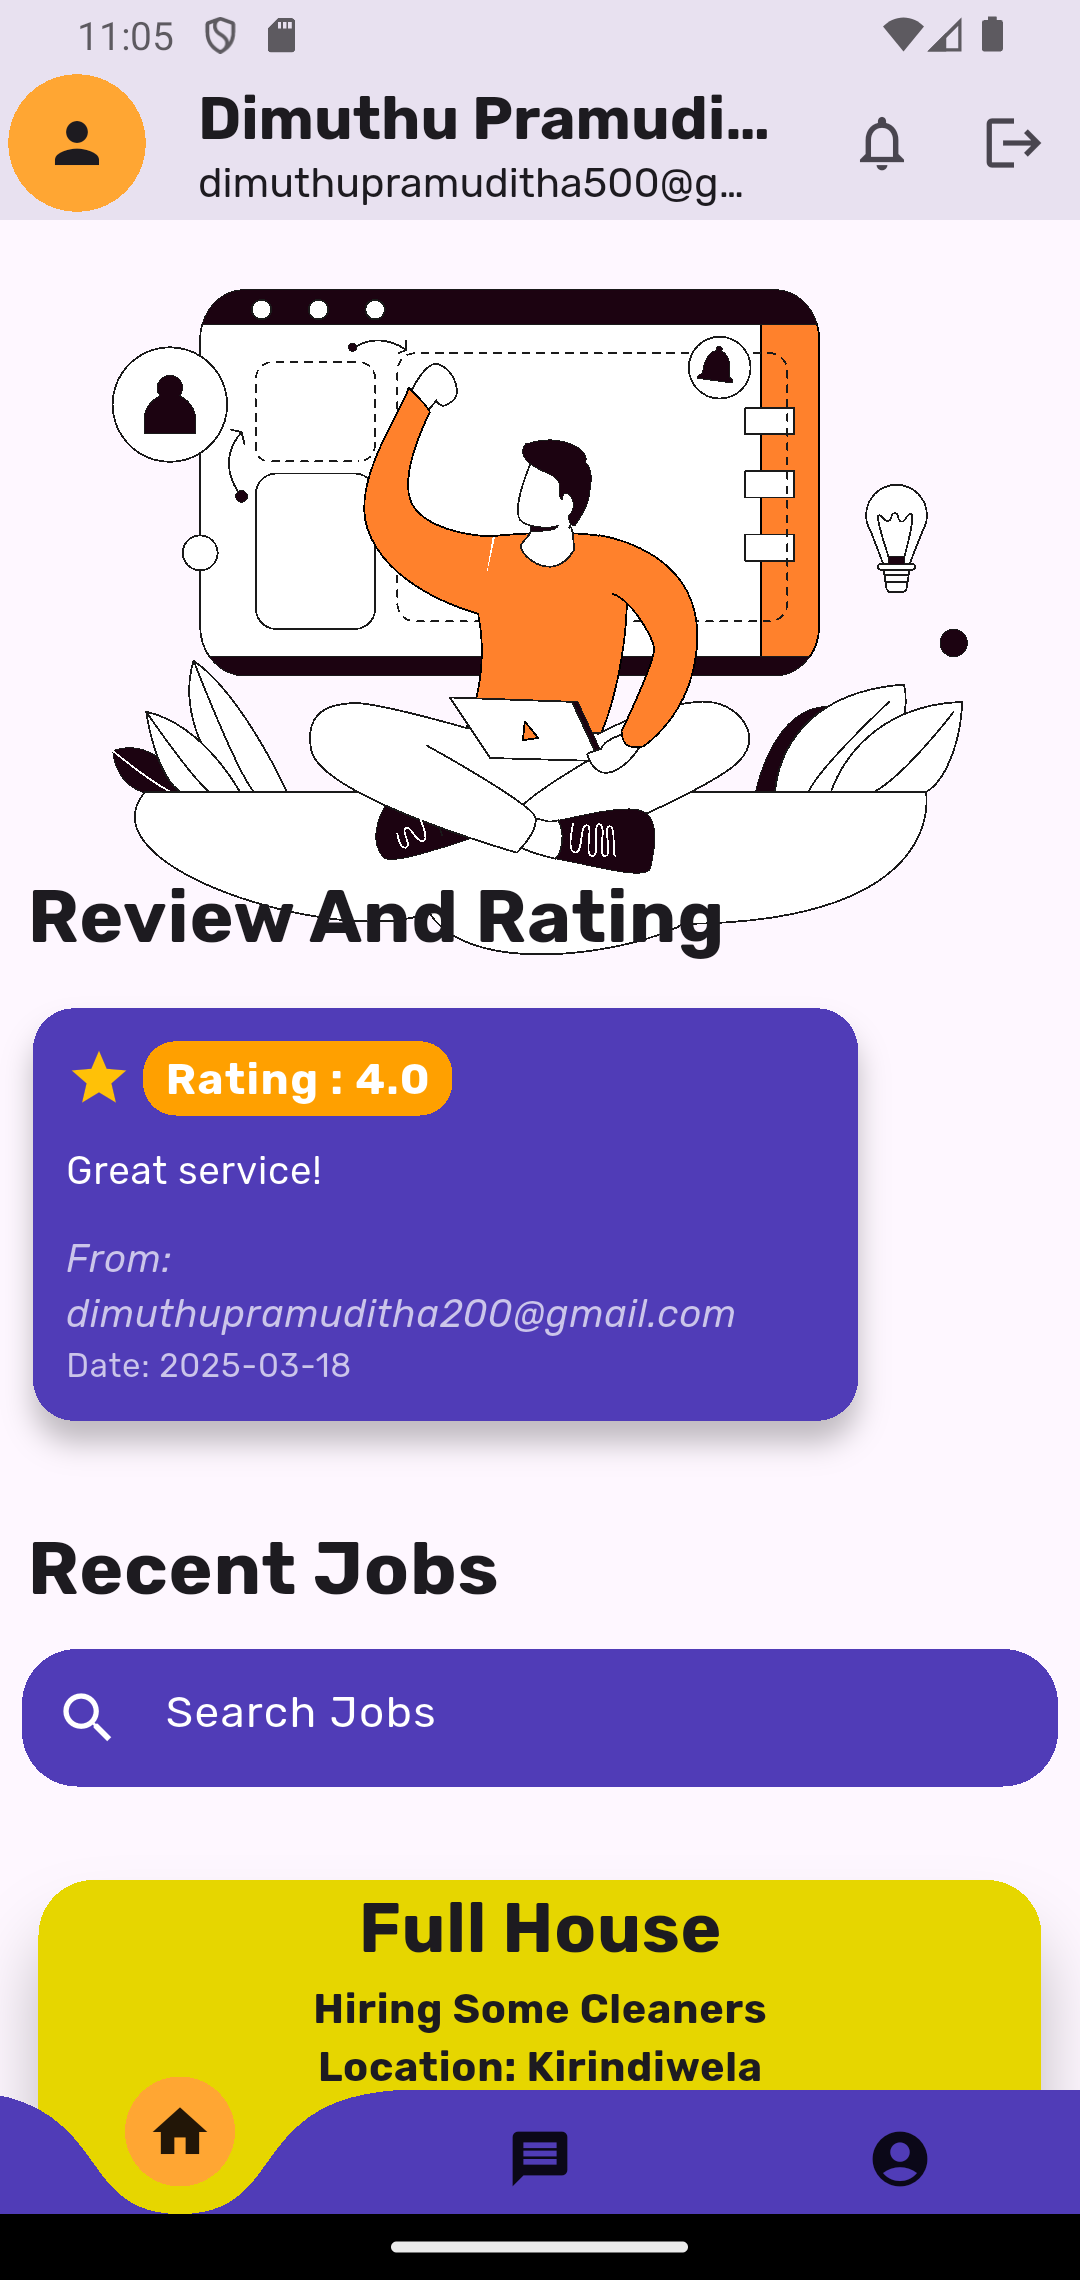 11:05
Dimuthu Pramudi...
dimuthupramuditha500@g...
Review And Rating
Rating : 4.0
Great service!
From:
dimuthupramuditha200@gmail.com
Date: 2025-03-18
Recent Jobs
Search Jobs
Full House
Hiring Some Cleaners
Location: Kirindiwela